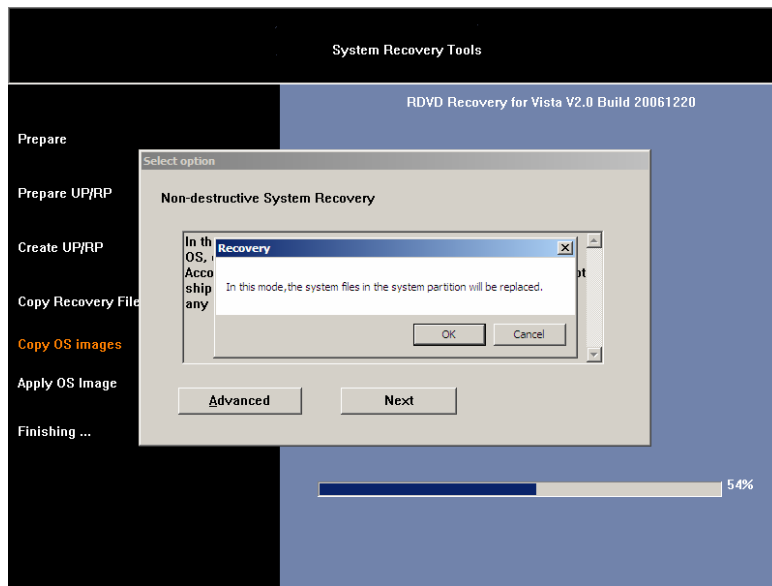 System Recovery Tools
RDVD Recovery for Vista V2.0 Build 20061220
Prepare
Prepare UP/RP
Create UP/RP
Copy Recovery File
Copy OS images
Apply OS Image
Finishing ...
Select option
Non-destructive System Recovery
In th
OS,
Acco
ship
any
Recovery
In this mode,the system files in the system partition will be replaced.
OK Cancel
Advanced Next
54%